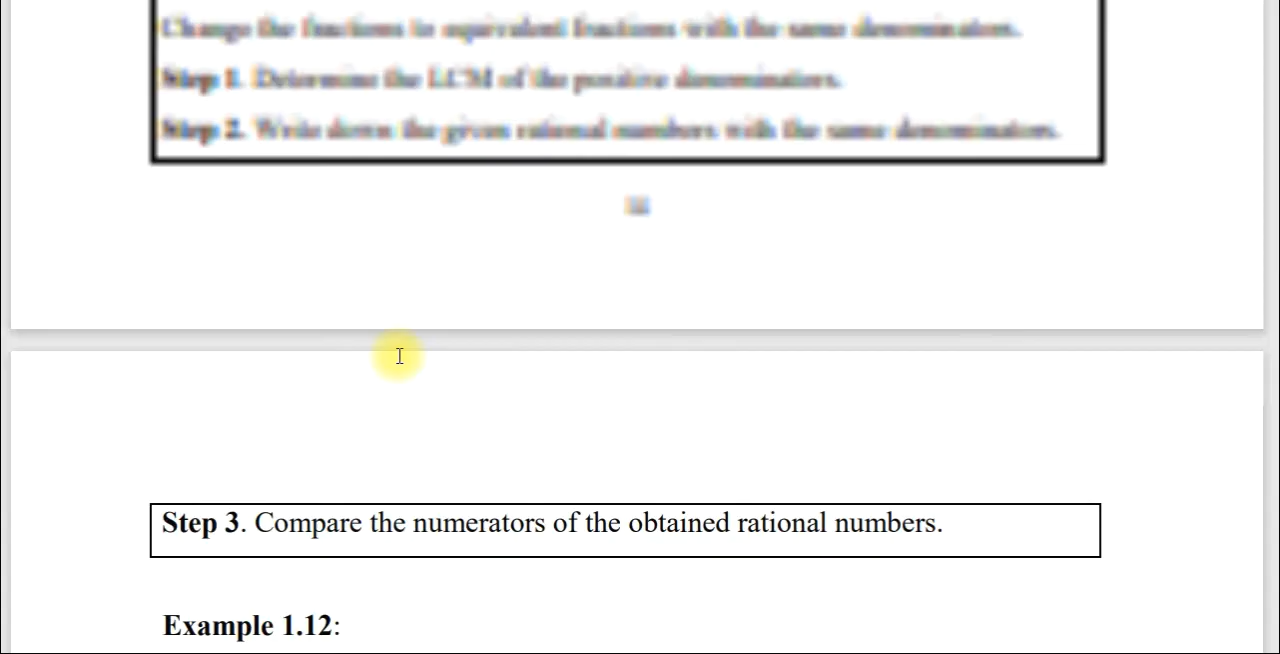 Change the fractions to equivalent fractions with the same denominators.
Step 1. Determine the LCM of the positive denominators.
Step 2. Write down the given rational numbers with the same denominators.
Step 3. Compare the numerators of the obtained rational numbers.
Example 1.12: